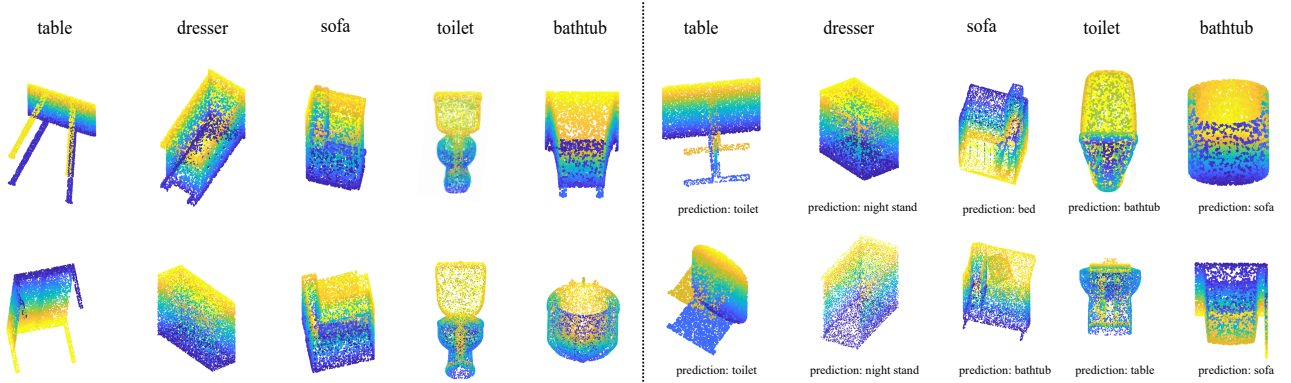 table dresser sofa toilet bathtub table dresser sofa toilet bathtub
prediction: toilet prediction: night stand prediction: bed prediction: bathtub prediction: sofa
prediction: toilet prediction: night stand prediction: bathtub prediction: table prediction: sofa